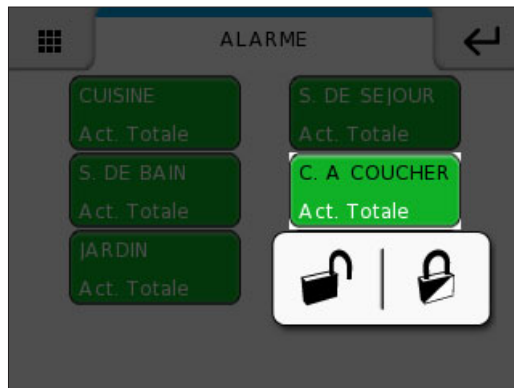 ALARME
CUISINE
Act. Totale
S. DE SEJOUR
Act. Totale
S. DE BAIN
Act. Totale
C. A COUCHER
Act. Totale
JARDIN
Act. Totale